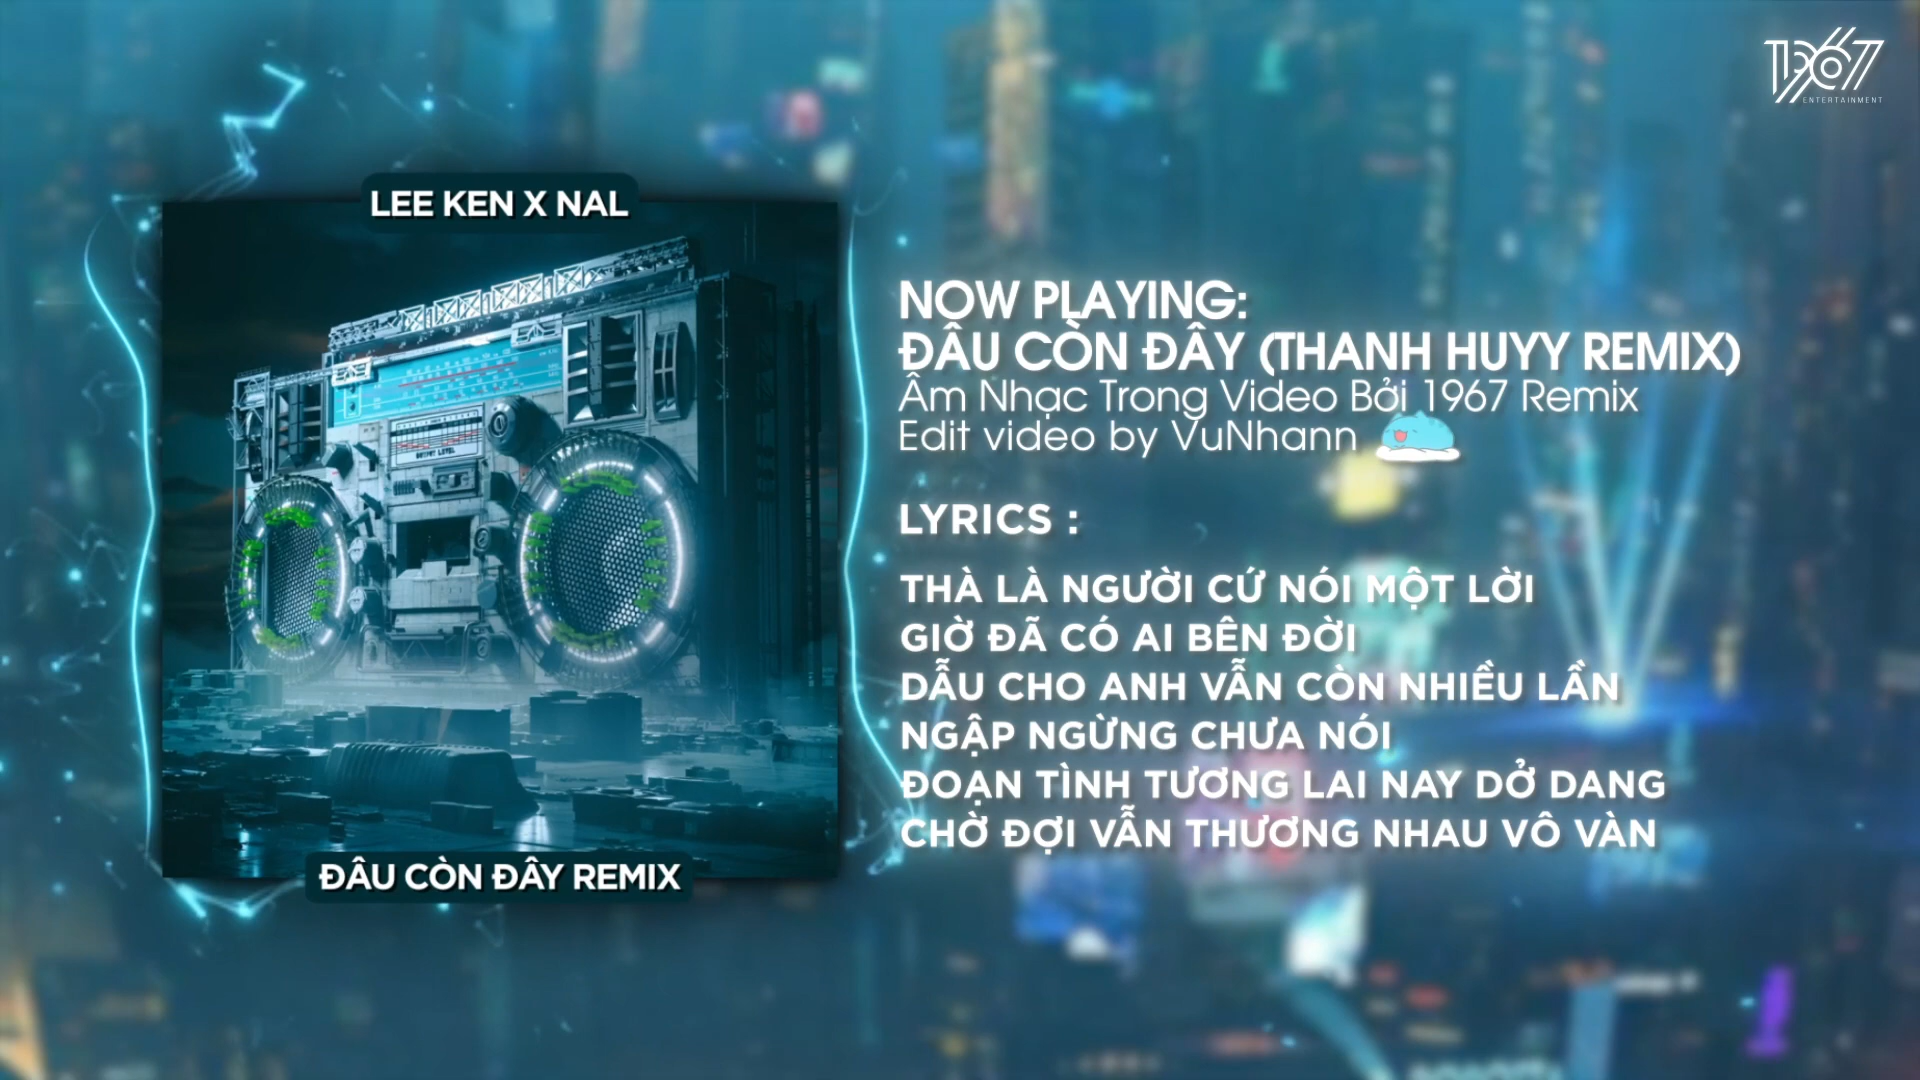 1967
ENTERTAINMENT
LEE KEN X NAL
OUTPUT LEVEL
ĐÂU CÒN ĐÂY REMIX
NOW PLAYING:
ĐÂU CÒN ĐÂY (THANH HUYY REMIX)
Âm Nhạc Trong Video Bởi 1967 Remix
Edit video by VuNhann
LYRICS :
THÀ LÀ NGƯỜI CỨ NÓI MỘT LỜI
GIỜ ĐÃ CÓ AI BÊN ĐỜI
DẪU CHO ANH VẪN CÒN NHIỀU LẦN
NGẬP NGỪNG CHƯA NÓI
ĐOẠN TÌNH TƯƠNG LAI NAY DỞ DANG
CHỜ ĐỢI VẪN THƯƠNG NHAU VÔ VÀN